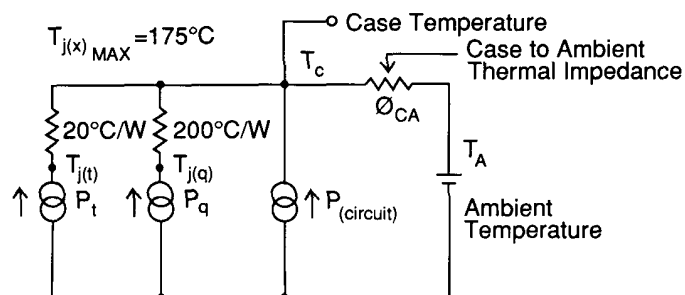 Case Temperature
T_j(x) MAX =175°C
T_c
Case to Ambient
Thermal Impedance
20°C/W
200°C/W
Ø_CA
T_j(t)
T_j(q)
T_A
P_t
P_q
P_(circuit)
Ambient
Temperature